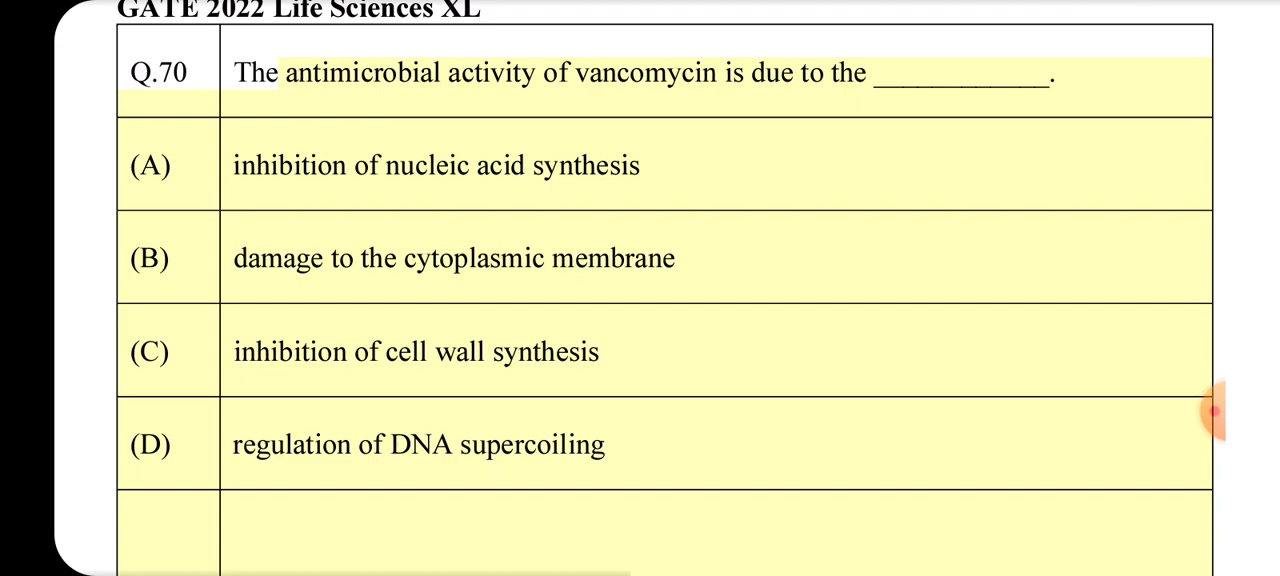 GATE 2022 Life Sciences XL
Q.70 The antimicrobial activity of vancomycin is due to the ____________.
(A) inhibition of nucleic acid synthesis
(B) damage to the cytoplasmic membrane
(C) inhibition of cell wall synthesis
(D) regulation of DNA supercoiling